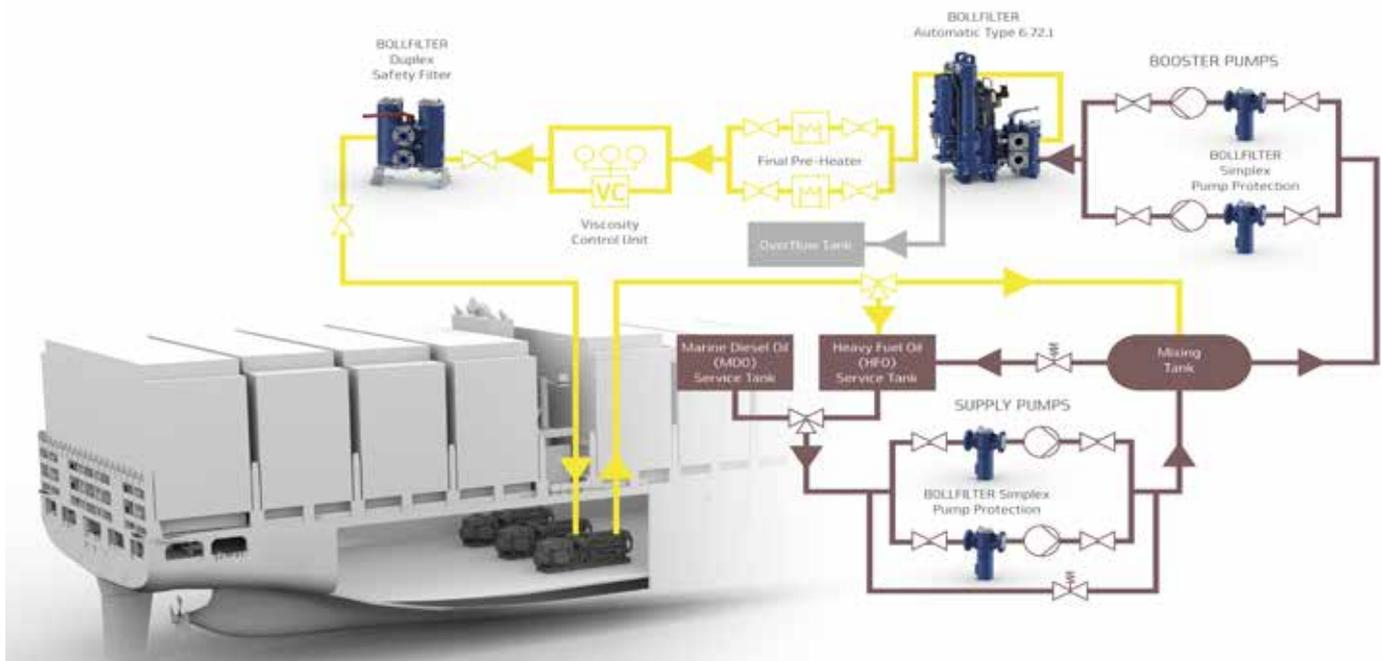 BOLLFILTER
Duplex
Safety Filter
BOLLFILTER
Automatic Type 6.72.1
BOOSTER PUMPS
BOLLFILTER
Simplex
Pump Protection
Final Pre-Heater
VC
Viscosity
Control Unit
Overflow Tank
Marine Diesel Oil
(MDO)
Service Tank
Heavy Fuel Oil
(HFO)
Service Tank
Mixing
Tank
SUPPLY PUMPS
BOLLFILTER Simplex
Pump Protection